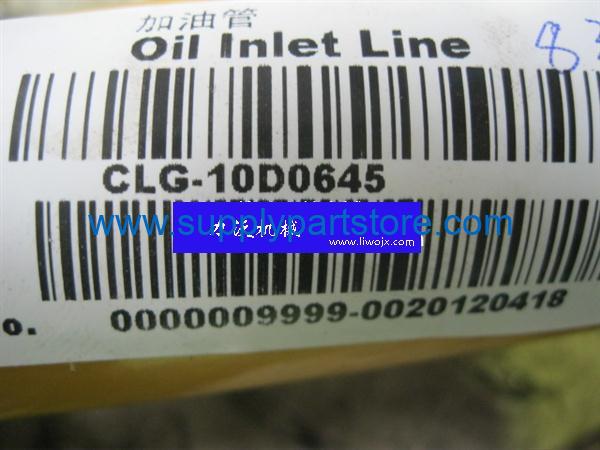 加油管
Oil Inlet Line
CLG-10D0645
www.supplypartstore.com
www.liwojx.com
o. 0000009999-0020120418